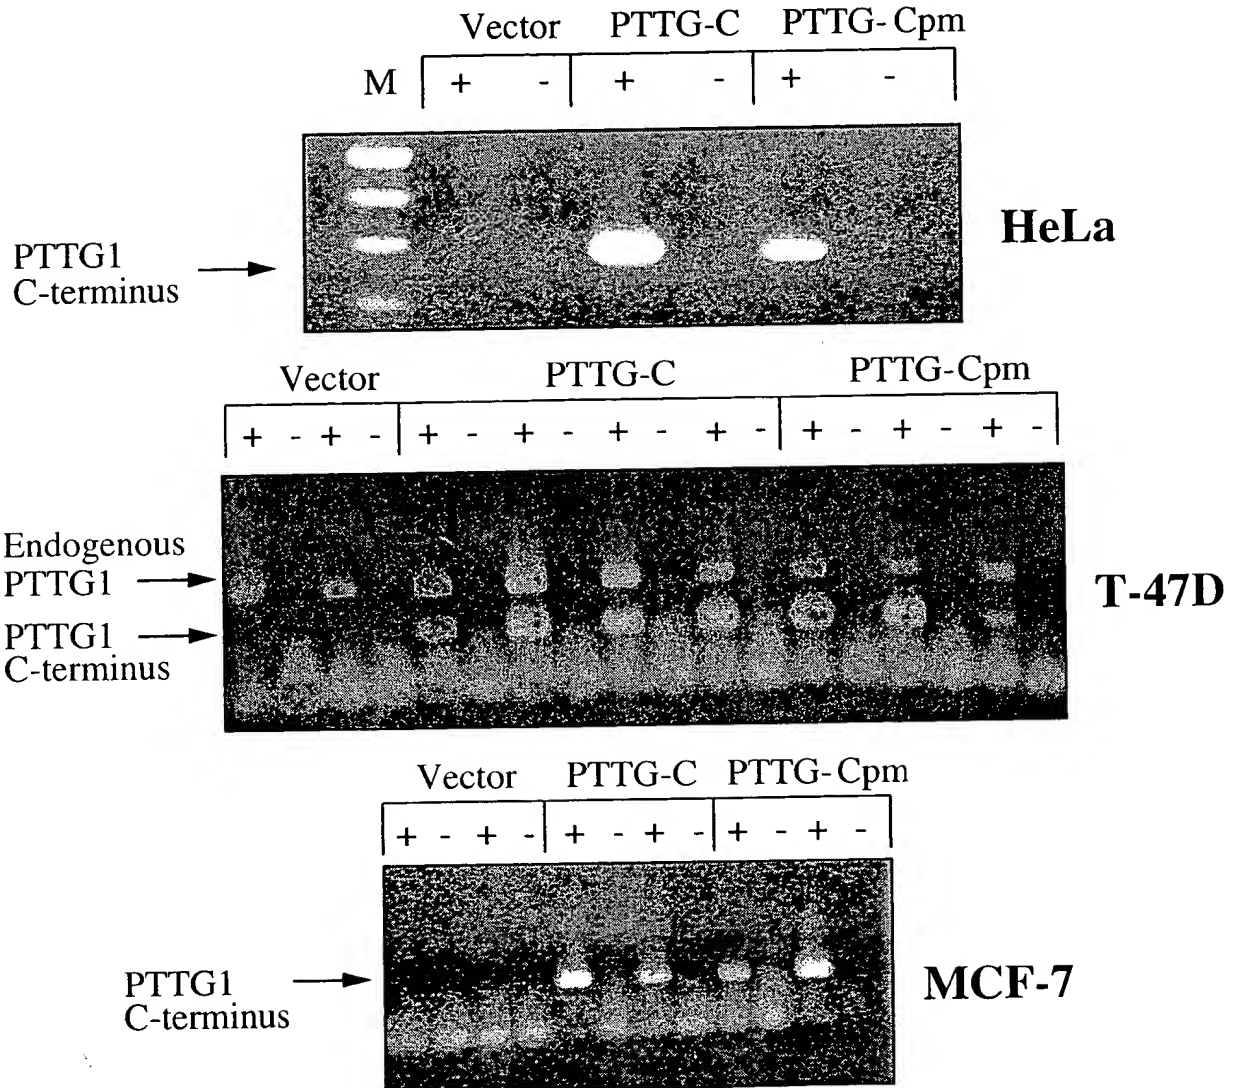 Vector PTTG-C PTTG-Cpm
M + - + - + -
HeLa
PTTG1
C-terminus
Vector PTTG-C PTTG-Cpm
+ - + - + - + - + - + - + - + - + -
Endogenous
PTTG1
PTTG1
C-terminus
T-47D
Vector PTTG-C PTTG-Cpm
+ - + - + - + - + - + -
PTTG1
C-terminus
MCF-7